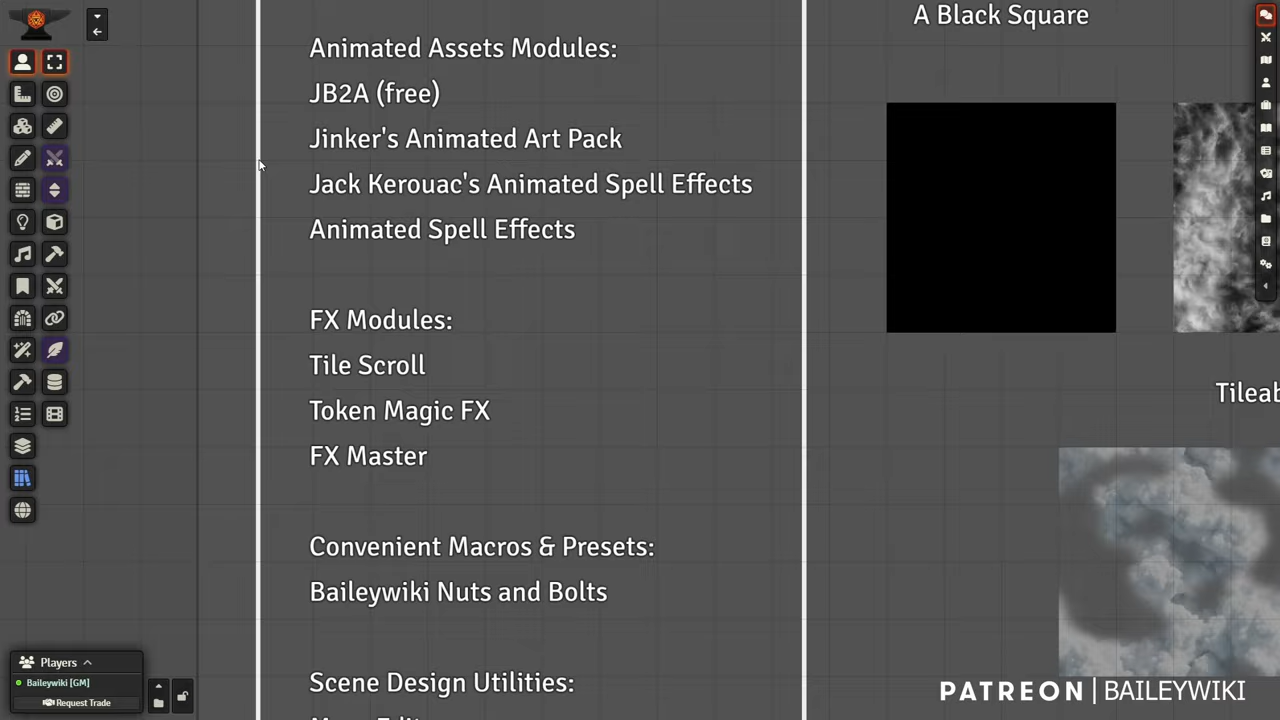 A Black Square
Animated Assets Modules:
JB2A (free)
Jinker's Animated Art Pack
Jack Kerouac's Animated Spell Effects
Animated Spell Effects
FX Modules:
Tile Scroll
Token Magic FX
FX Master
Convenient Macros & Presets:
Baileywiki Nuts and Bolts
Scene Design Utilities:
Players
Baileywiki [GM]
Request Trade
PATREON | BAILEYWIKI